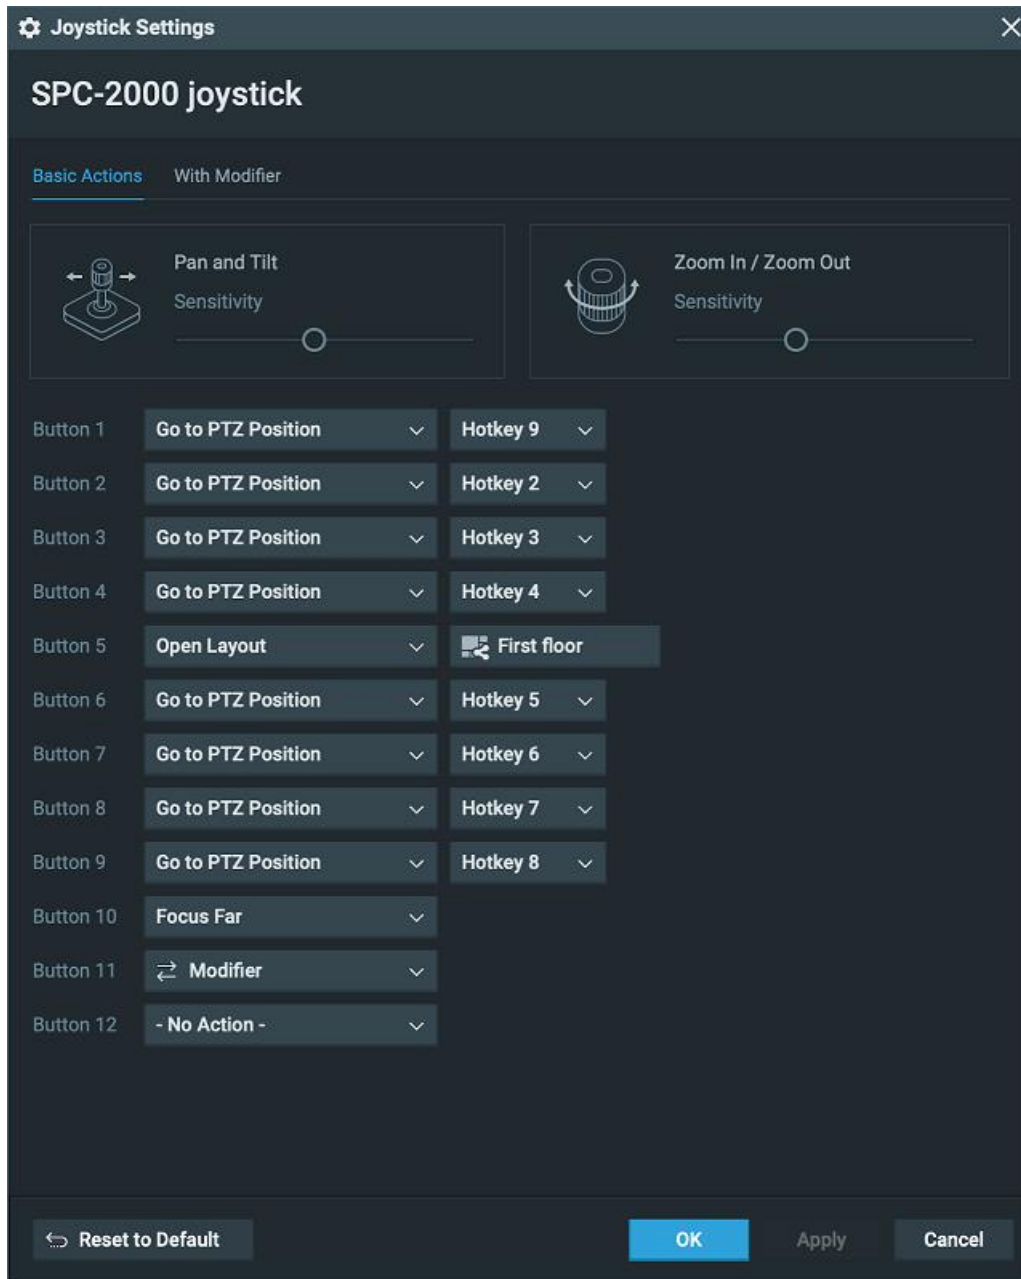 Joystick Settings
SPC-2000 joystick
Basic Actions With Modifier
Pan and Tilt
Sensitivity
Zoom In / Zoom Out
Sensitivity
Button 1 Go to PTZ Position Hotkey 9
Button 2 Go to PTZ Position Hotkey 2
Button 3 Go to PTZ Position Hotkey 3
Button 4 Go to PTZ Position Hotkey 4
Button 5 Open Layout First floor
Button 6 Go to PTZ Position Hotkey 5
Button 7 Go to PTZ Position Hotkey 6
Button 8 Go to PTZ Position Hotkey 7
Button 9 Go to PTZ Position Hotkey 8
Button 10 Focus Far
Button 11 Modifier
Button 12 - No Action -
Reset to Default OK Apply Cancel